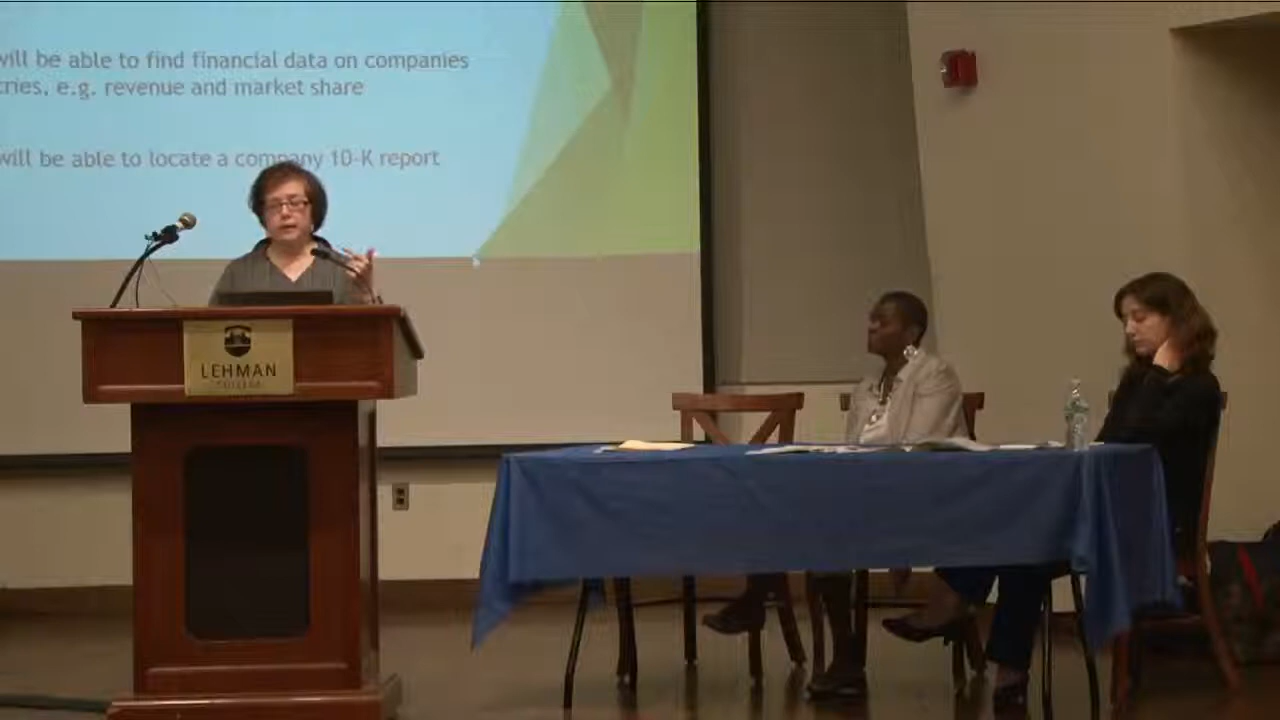 will be able to find financial data on companies
tries, e.g. revenue and market share
will be able to locate a company 10-K report
LEHMAN
COLLEGE